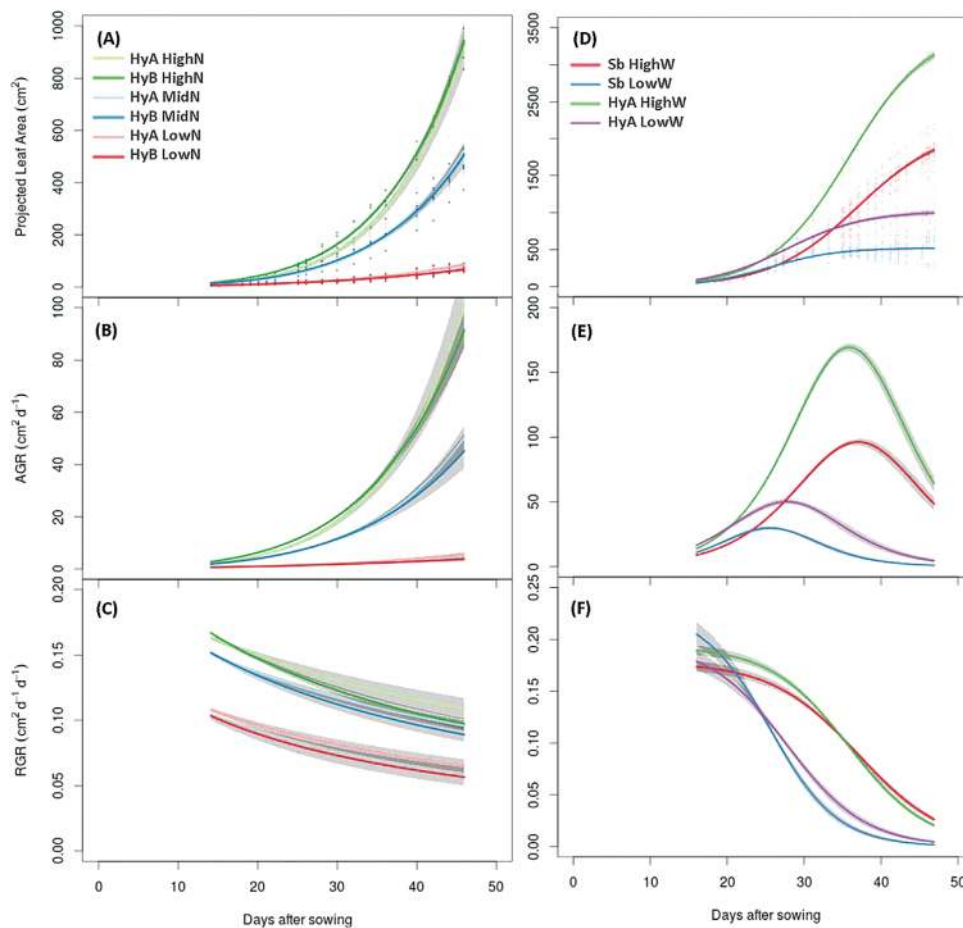 (A)
HyA HighN
HyB HighN
HyA MidN
HyB MidN
HyA LowN
HyB LowN
Projected Leaf Area (cm²)
0
200
400
600
800
1000
(D)
Sb HighW
Sb LowW
HyA HighW
HyA LowW
0
500
1500
2500
3500
(B)
AGR (cm² d⁻¹)
0
20
40
60
80
100
(E)
0
50
100
150
200
(C)
RGR (cm² d⁻¹ d⁻¹)
0.00
0.05
0.10
0.15
0.20
(F)
0.00
0.05
0.10
0.15
0.20
0.25
0 10 20 30 40 50
Days after sowing
0 10 20 30 40 50
Days after sowing